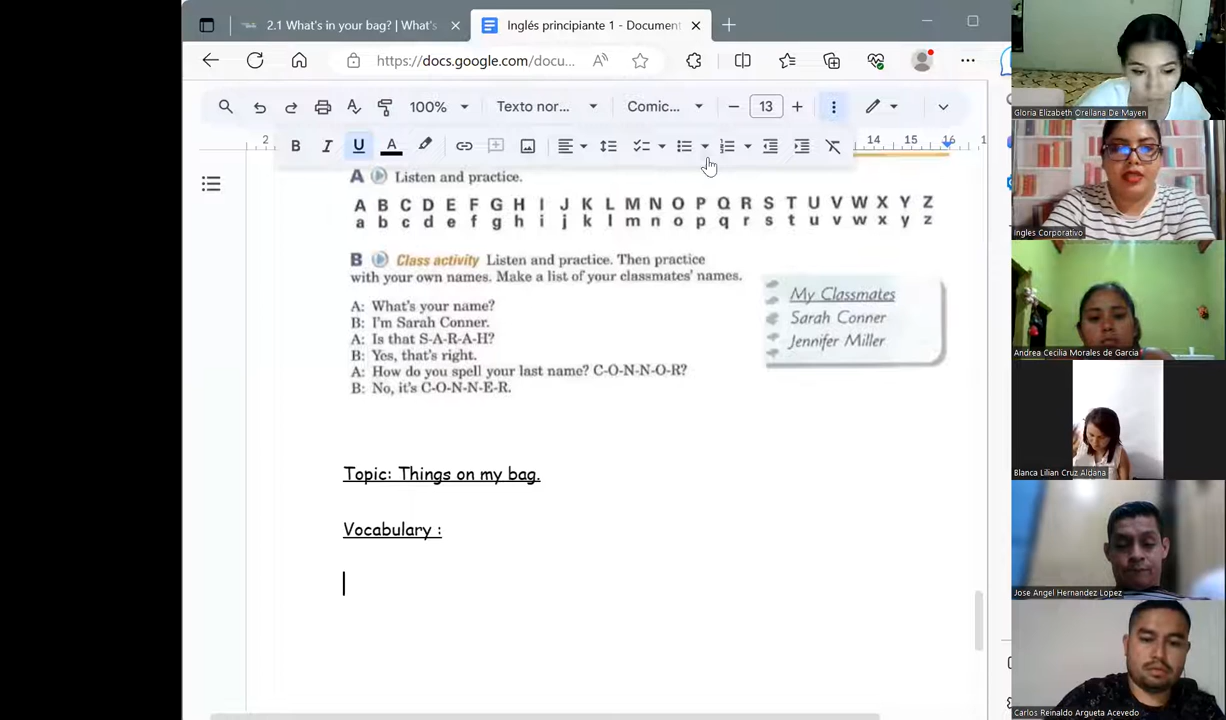 2.1 What's in your bag? | What's
Inglés principiante 1 - Document
https://docs.google.com/docu...
100%
Texto nor...
Comic...
13
2
14 15 16 1
A Listen and practice.
A B C D E F G H I J K L M N O P Q R S T U V W X Y Z
a b c d e f g h i j k l m n o p q r s t u v w x y z
B Class activity Listen and practice. Then practice
with your own names. Make a list of your classmates' names.
A: What's your name?
B: I'm Sarah Conner.
A: Is that S-A-R-A-H?
B: Yes, that's right.
A: How do you spell your last name? C-O-N-N-O-R?
B: No, it's C-O-N-N-E-R.
My Classmates
Sarah Conner
Jennifer Miller
Topic: Things on my bag.
Vocabulary :
Gloria Elizabeth Orellana De Mayen
Ingles Corporativo
Andrea Cecilia Morales de Garcia
Blanca Lilian Cruz Aldana
Jose Angel Hernandez Lopez
Carlos Reinaldo Argueta Acevedo